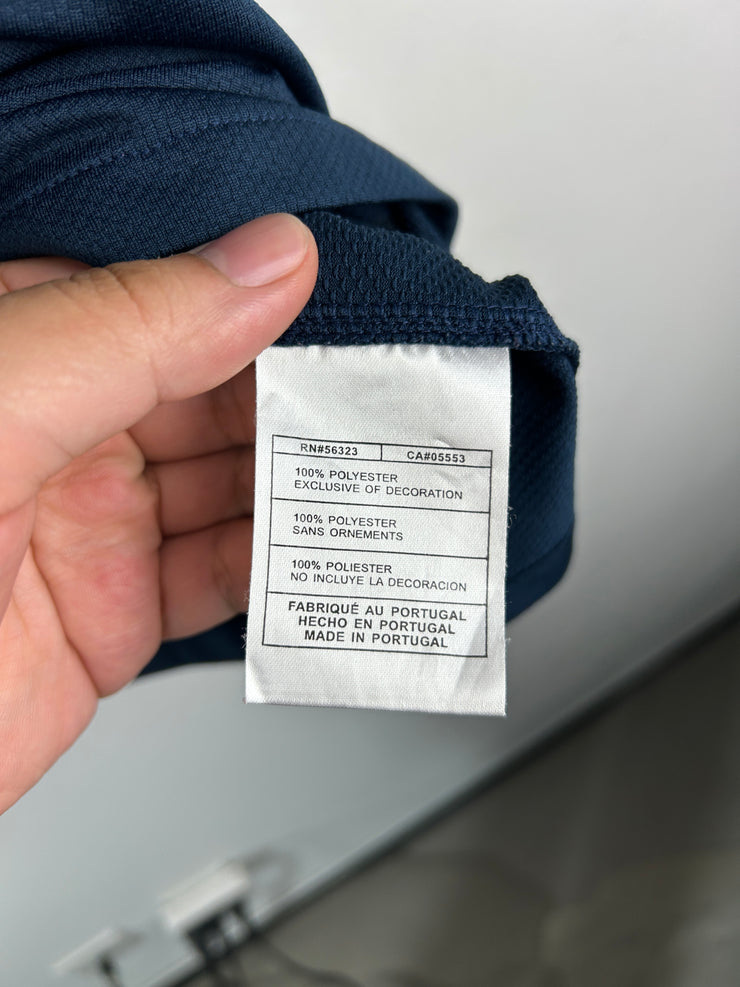 RN#56323 CA#05553
100% POLYESTER
EXCLUSIVE OF DECORATION
100% POLYESTER
SANS ORNEMENTS
100% POLIESTER
NO INCLUYE LA DECORACION
FABRIQUÉ AU PORTUGAL
HECHO EN PORTUGAL
MADE IN PORTUGAL